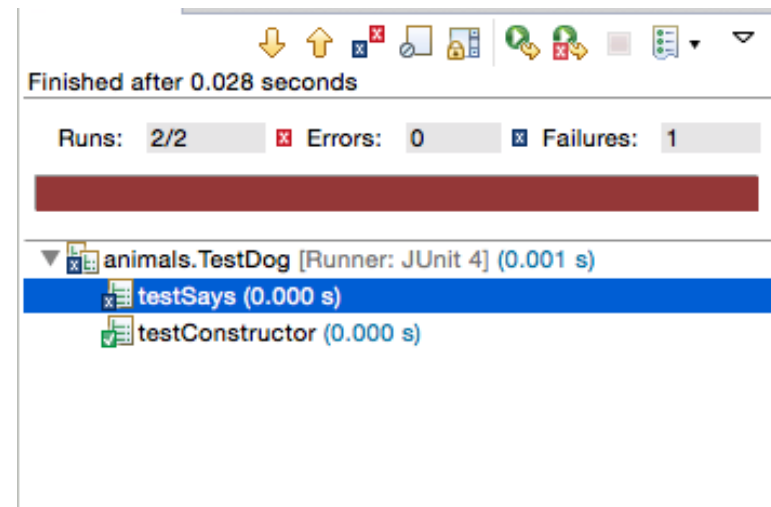 Finished after 0.028 seconds
Runs: 2/2 Errors: 0 Failures: 1
animals.TestDog [Runner: JUnit 4] (0.001 s)
testSays (0.000 s)
testConstructor (0.000 s)